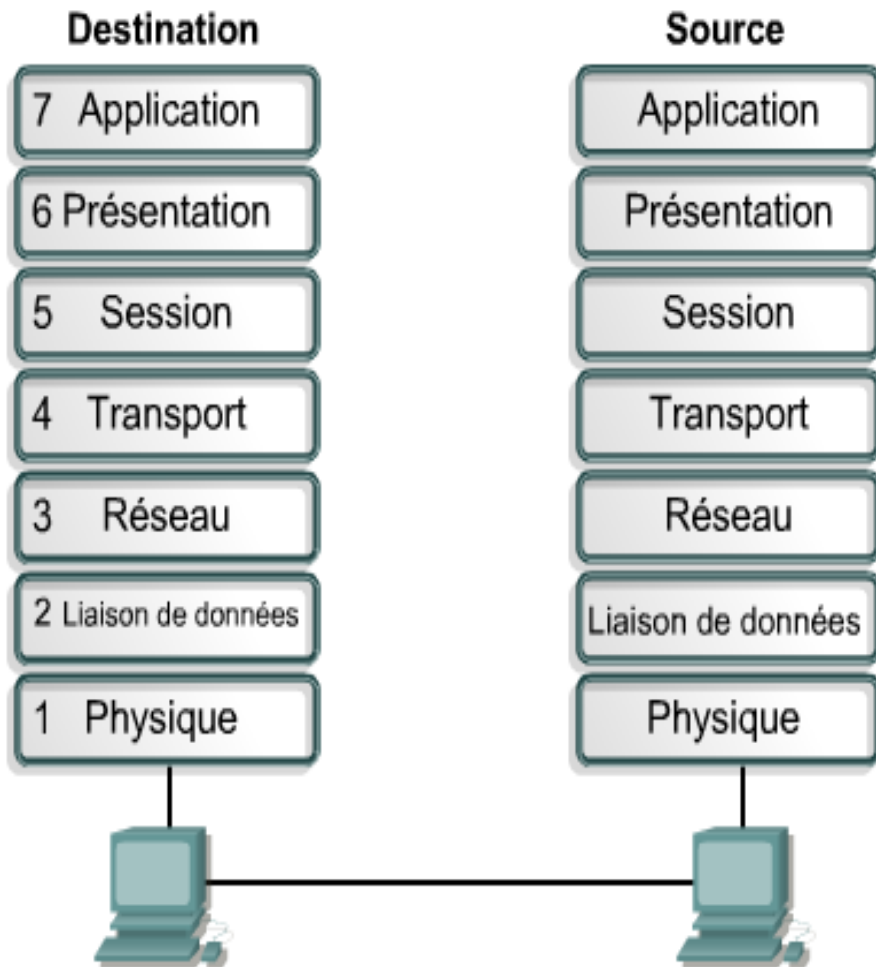 Destination
7 Application
6 Présentation
5 Session
4 Transport
3 Réseau
2 Liaison de données
1 Physique
Source
Application
Présentation
Session
Transport
Réseau
Liaison de données
Physique